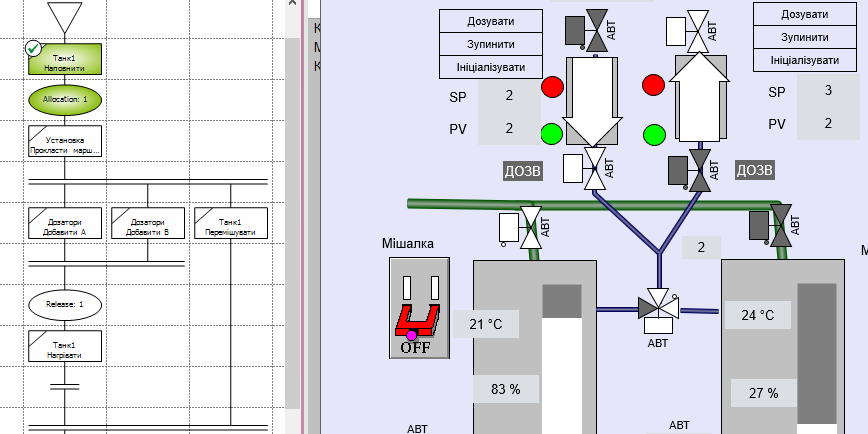 Танк1
Наповнити
Allocation: 1
Установка
Прокласти марш...
Дозатори
Добавити А
Дозатори
Добавити В
Танк1
Перемішувати
Release: 1
Танк1
Нагрівати
К
М
К
Дозувати
Зупинити
Ініціалізувати
SP
2
PV
2
АВТ
АВТ
Дозувати
Зупинити
Ініціалізувати
SP
3
PV
2
ДОЗВ
АВТ
АВТ
ДОЗВ
АВТ
АВТ
Мішалка
2
OFF
21 °C
24 °C
АВТ
83 %
27 %
АВТ
АВТ